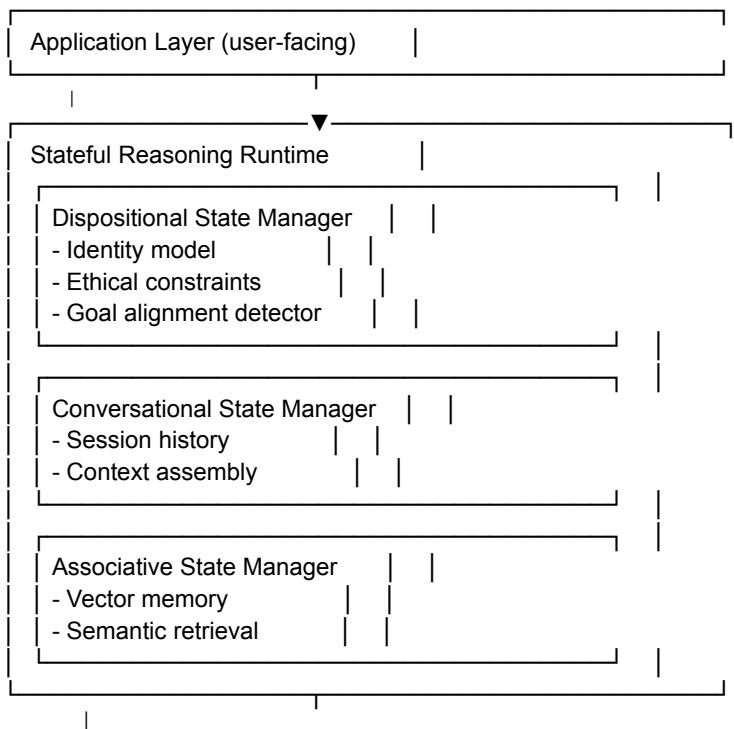 Application Layer (user-facing)
Stateful Reasoning Runtime
Dispositional State Manager
- Identity model
- Ethical constraints
- Goal alignment detector
Conversational State Manager
- Session history
- Context assembly
Associative State Manager
- Vector memory
- Semantic retrieval